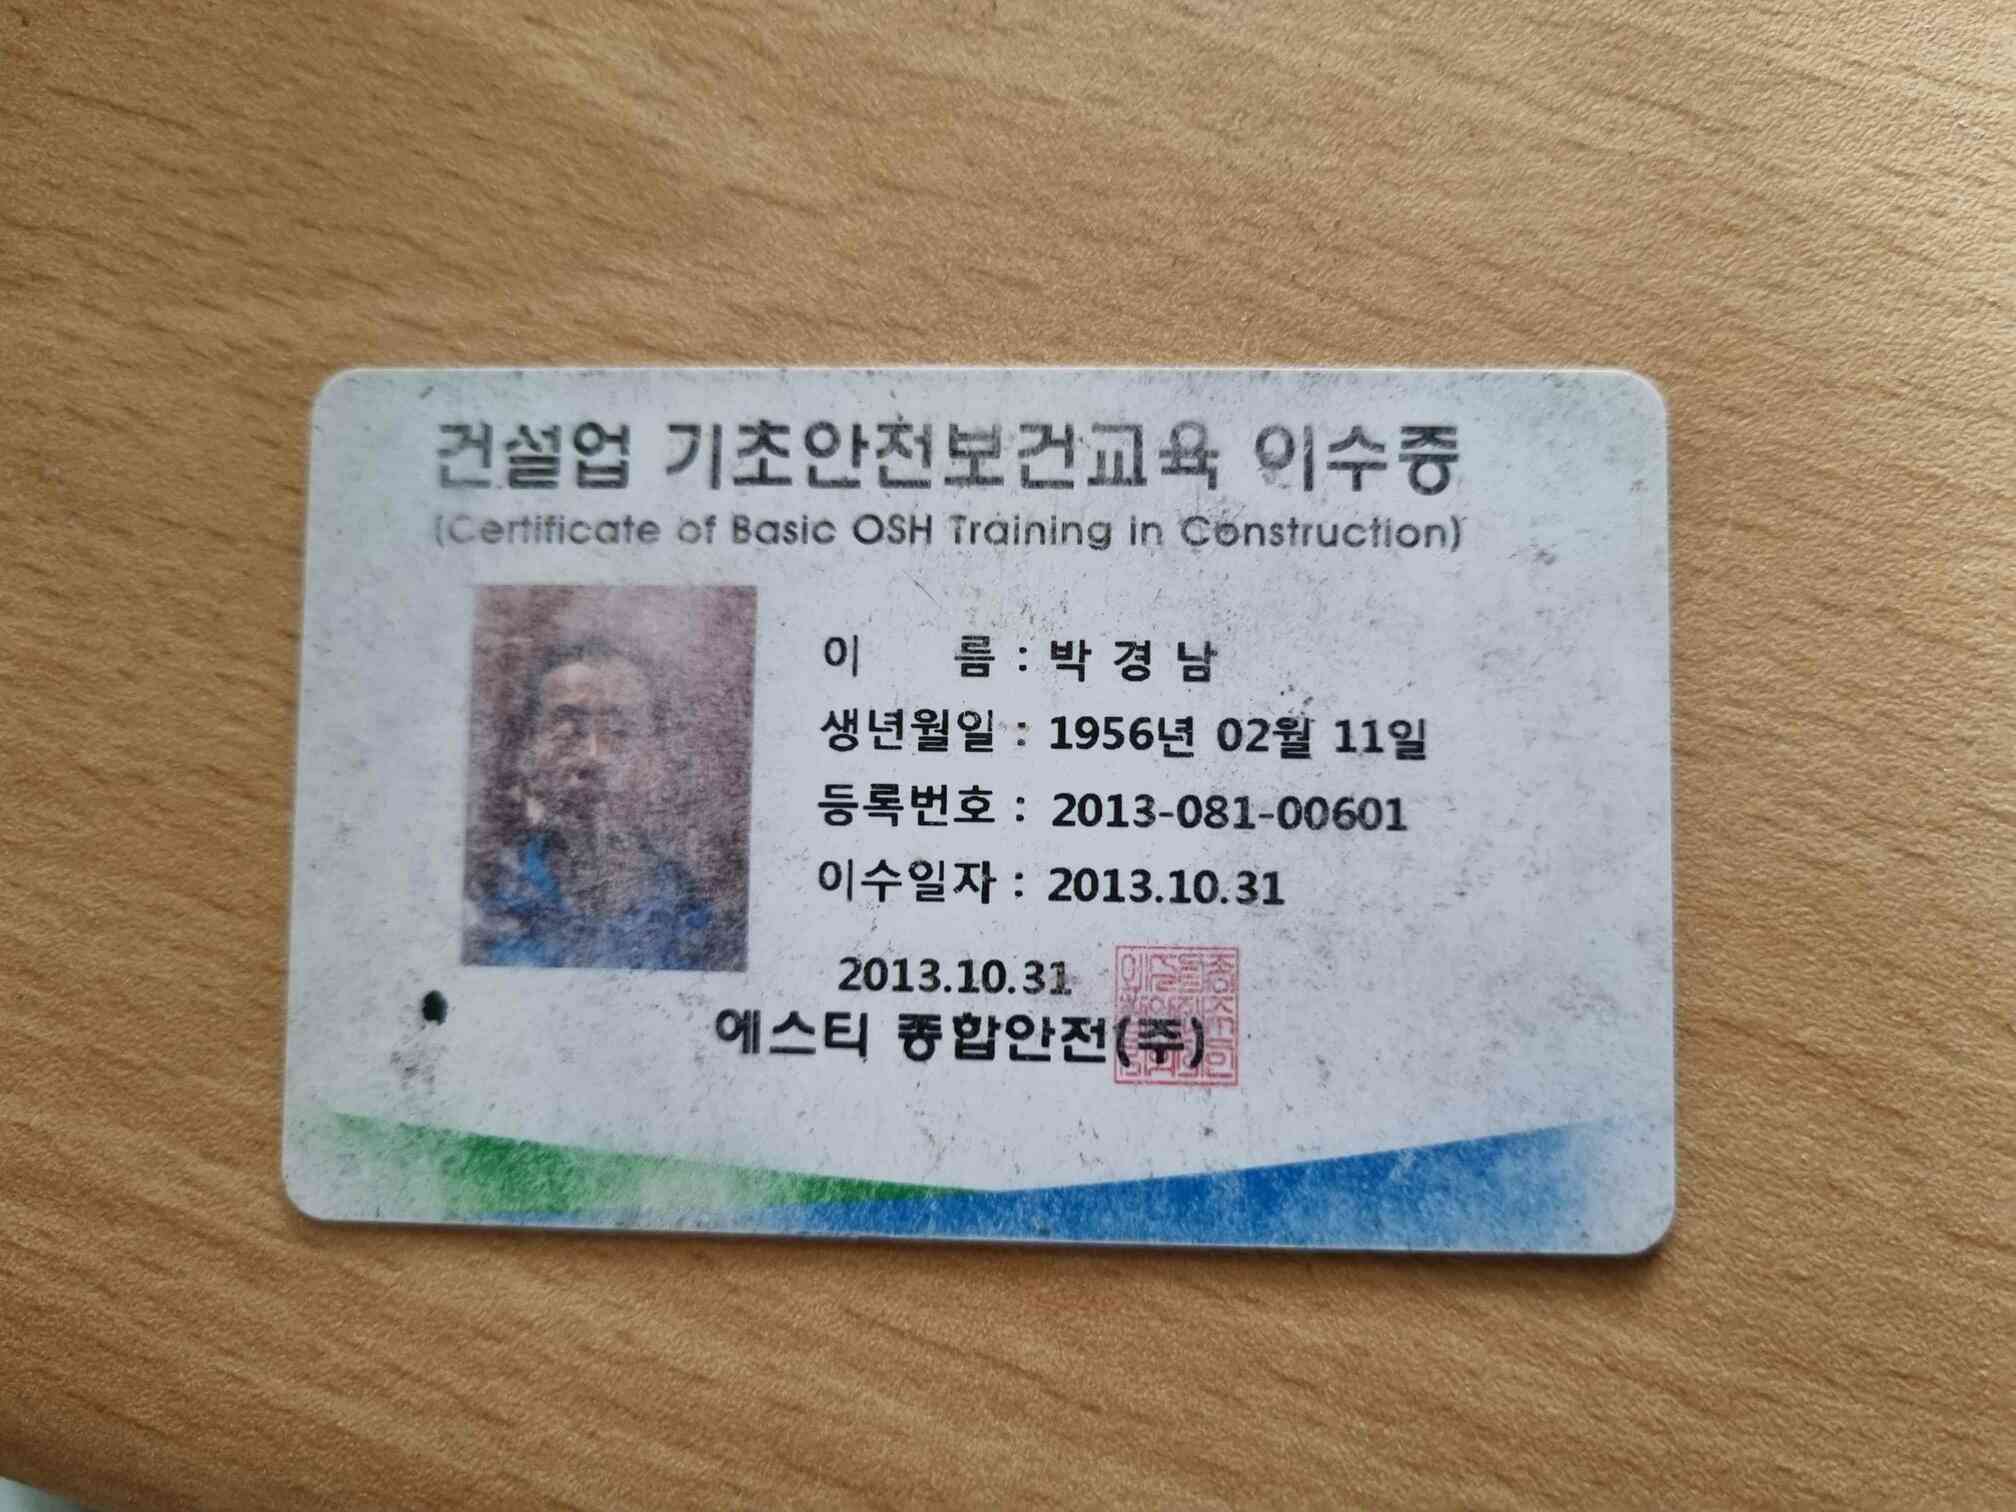 건설업 기초안전보건교육 이수증
(Certificate of Basic OSH Training in Construction)
이 름 : 박 경 남
생년월일 : 1956년 02월 11일
등록번호 : 2013-081-00601
이수일자 : 2013.10.31
2013.10.31
에스티 종합안전(주)